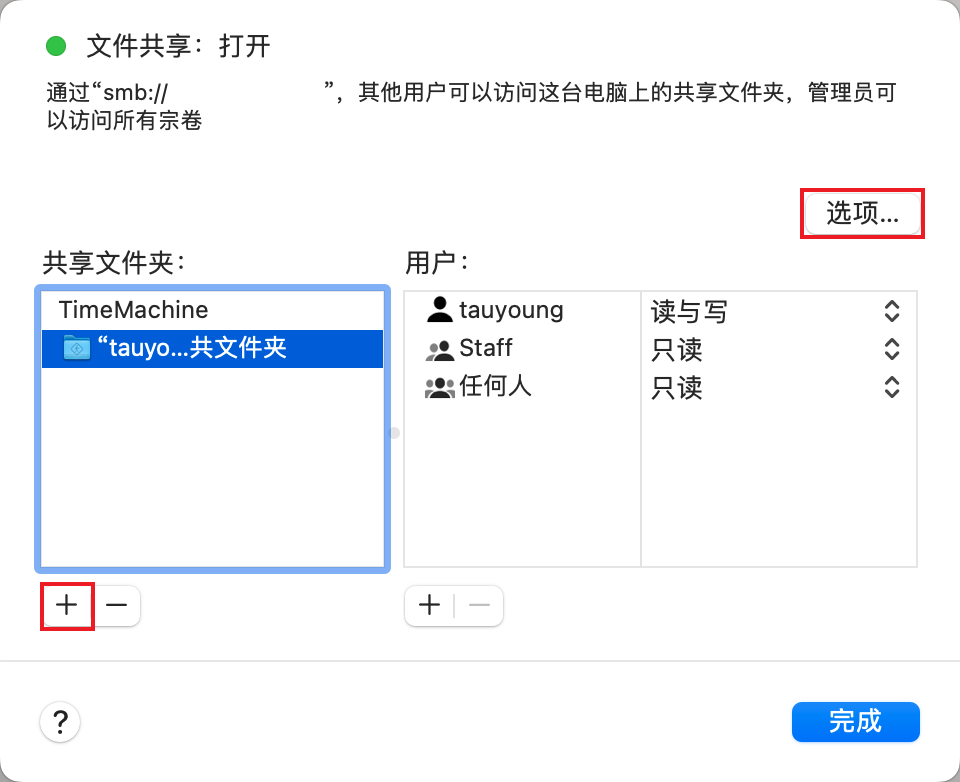 文件共享：打开
通过“smb://                    ”，其他用户可以访问这台电脑上的共享文件夹，管理员可
以访问所有宗卷
选项...
共享文件夹：
用户：
TimeMachine
“tauyo...共文件夹
tauyoung 读与写
Staff 只读
任何人 只读
+ −
+ −
?
完成